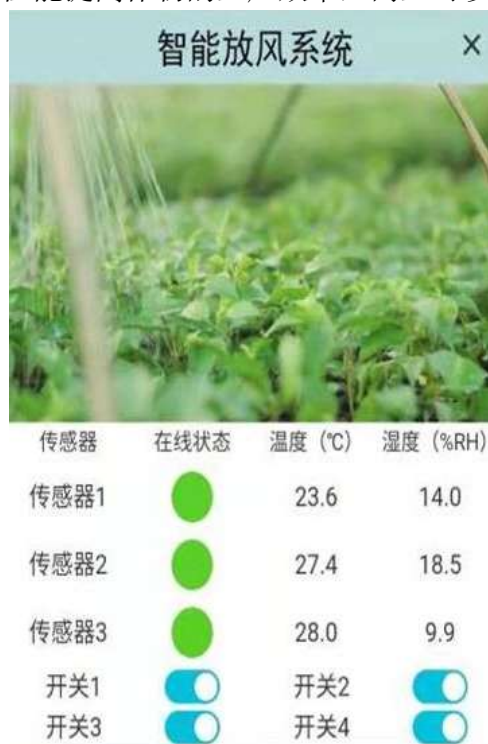 智能放风系统 ×
传感器 在线状态 温度 (℃) 湿度 (%RH)
传感器1 23.6 14.0
传感器2 27.4 18.5
传感器3 28.0 9.9
开关1 开关2
开关3 开关4